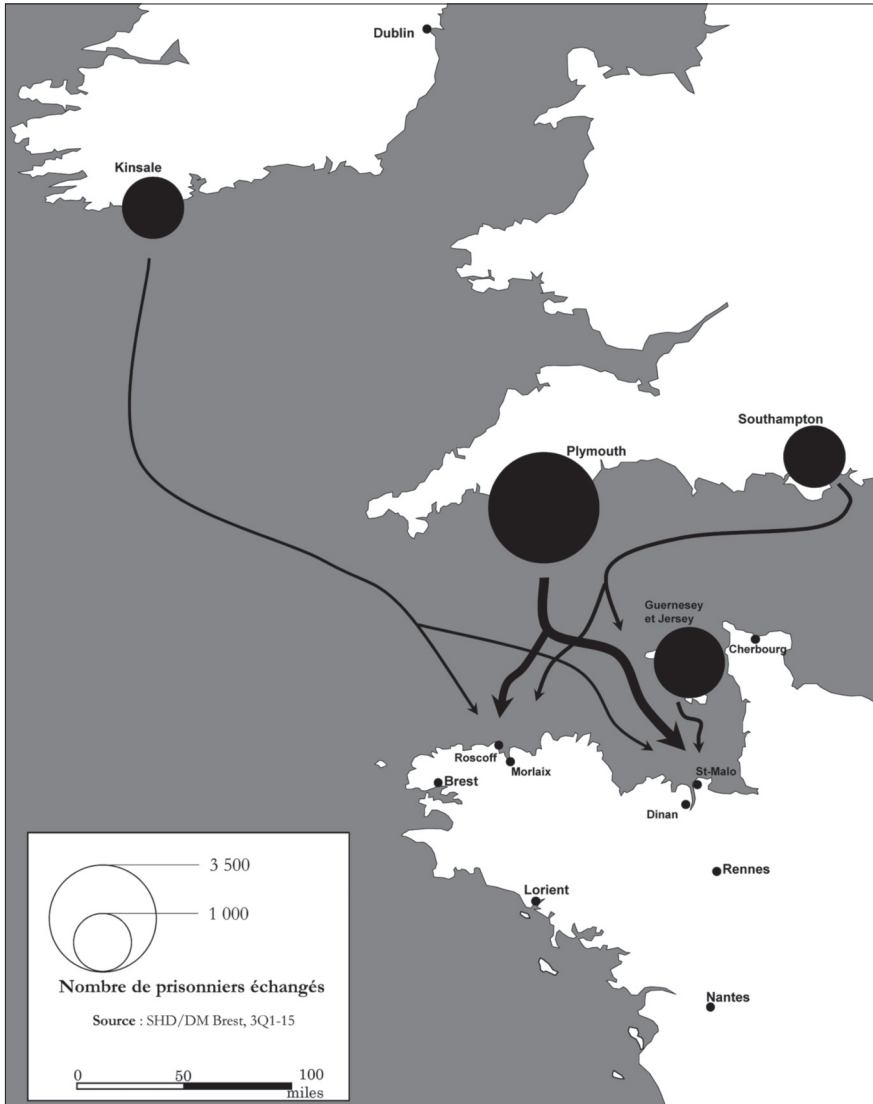 Dublin
Kinsale
Southampton
Plymouth
Guernesey
et Jersey
Cherbourg
Roscoff
Morlaix
St-Malo
Brest
Dinan
Rennes
Lorient
Nantes
3 500
1 000
Nombre de prisonniers échangés
Source : SHD/DM Brest, 3Q1-15
0 50 100
miles